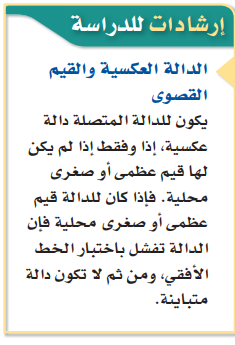 إرشادات للدراسة
الدالة العكسية والقيم
القصوى
يكون للدالة المتصلة دالة
عكسية، إذا وفقط إذا لم يكن
لها قيم عظمى أو صغرى
محلية. فإذا كان للدالة قيم
عظمى أو صغرى محلية فإن
الدالة تفشل باختبار الخط
الأفقي، ومن ثم لا تكون دالة
متباينة.